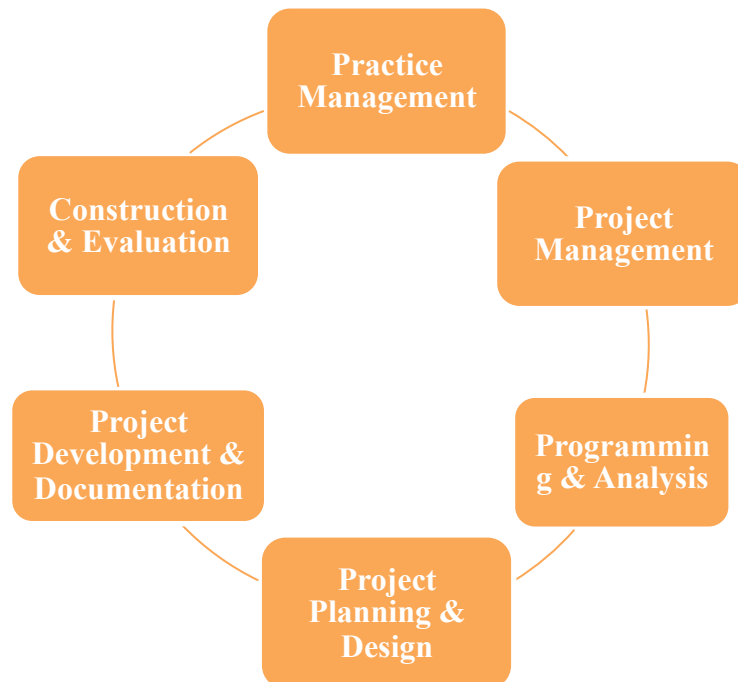 Practice
Management
Project
Management
Programmin
g & Analysis
Project
Planning &
Design
Project
Development &
Documentation
Construction
& Evaluation